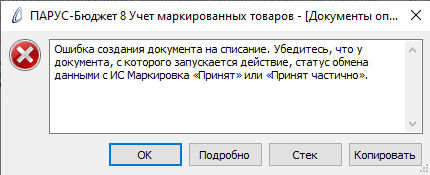 ПАРУС-Бюджет 8 Учет маркированных товаров - [Документы оп...
Ошибка создания документа на списание. Убедитесь, что у
документа, с которого запускается действие, статус обмена
данными с ИС Маркировка «Принят» или «Принят частично».
ОК Подробно Стек Копировать